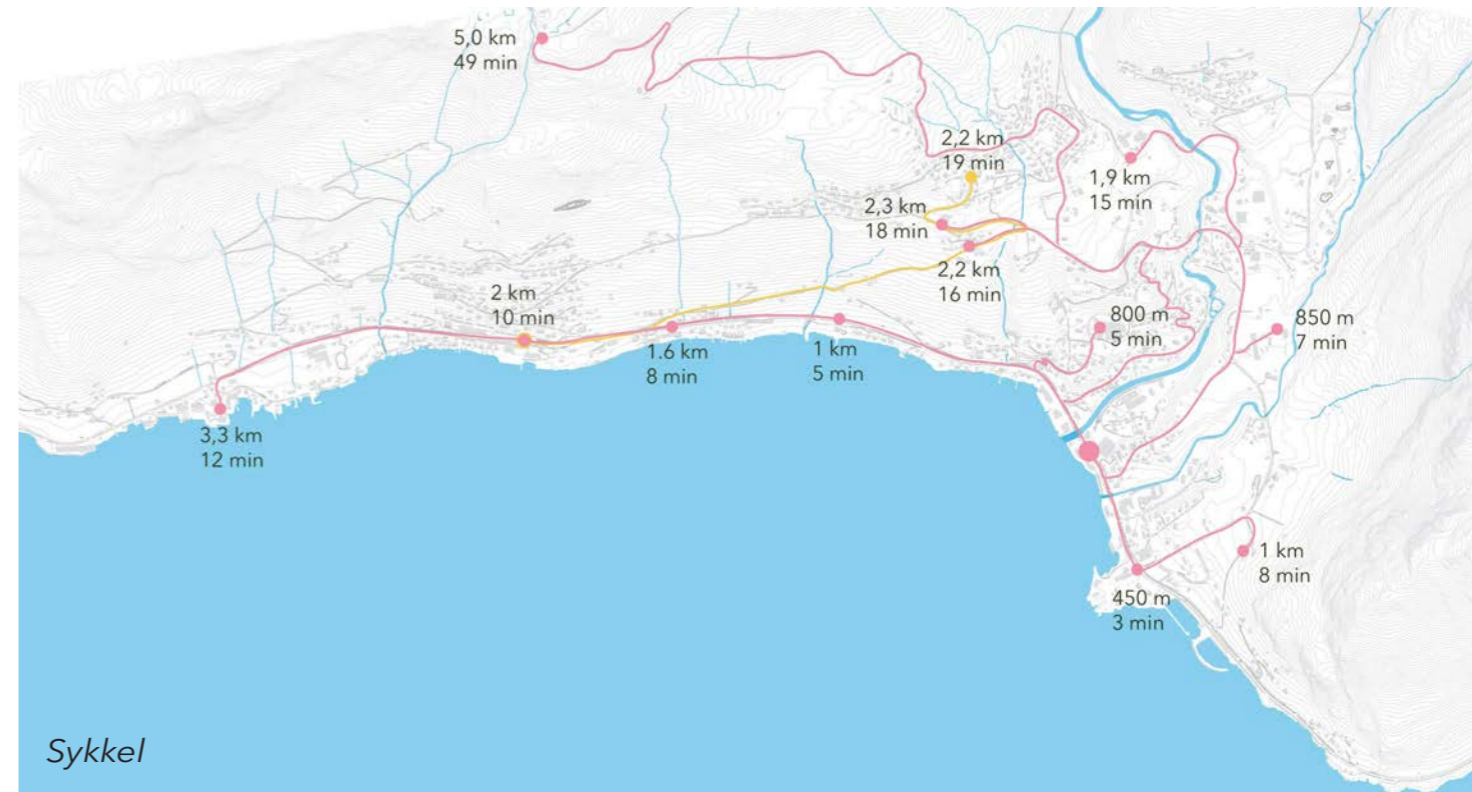 5,0 km
49 min
2,2 km
19 min
1,9 km
15 min
2,3 km
18 min
2,2 km
16 min
2 km
10 min
800 m
5 min
850 m
7 min
1.6 km
8 min
1 km
5 min
3,3 km
12 min
1 km
8 min
450 m
3 min
Sykkel